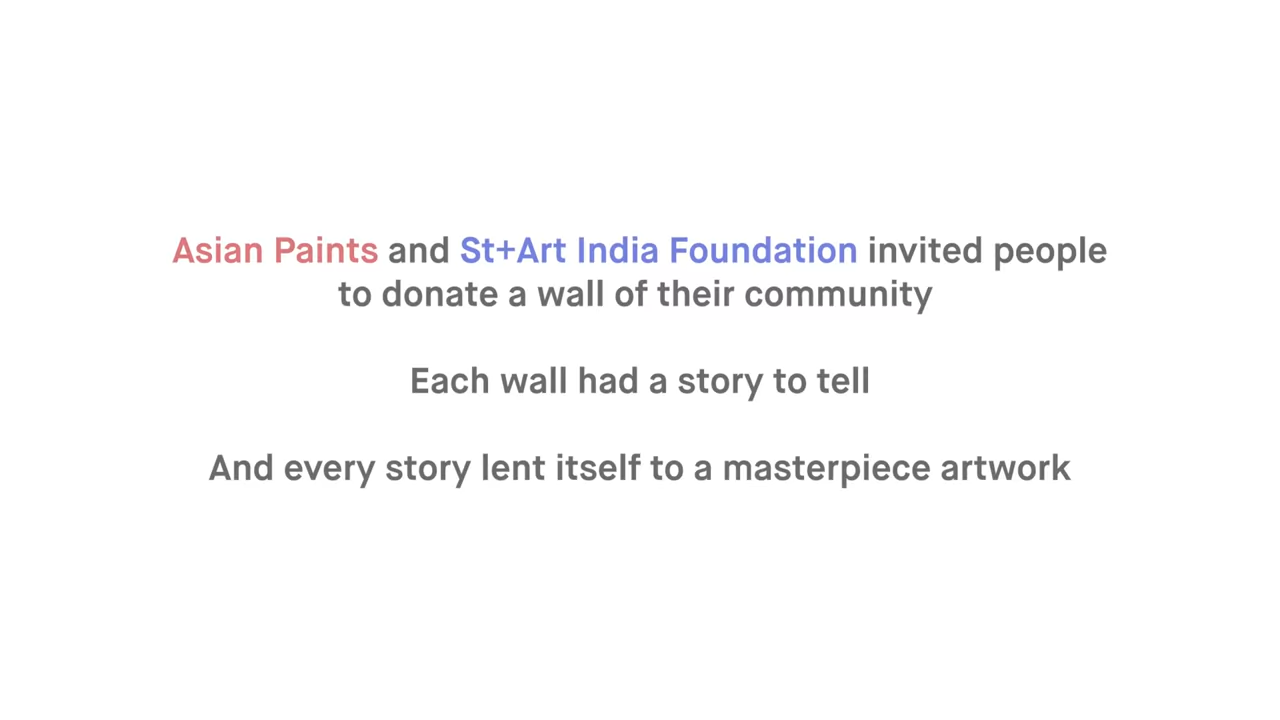 Asian Paints and St+Art India Foundation invited people
to donate a wall of their community
Each wall had a story to tell
And every story lent itself to a masterpiece artwork